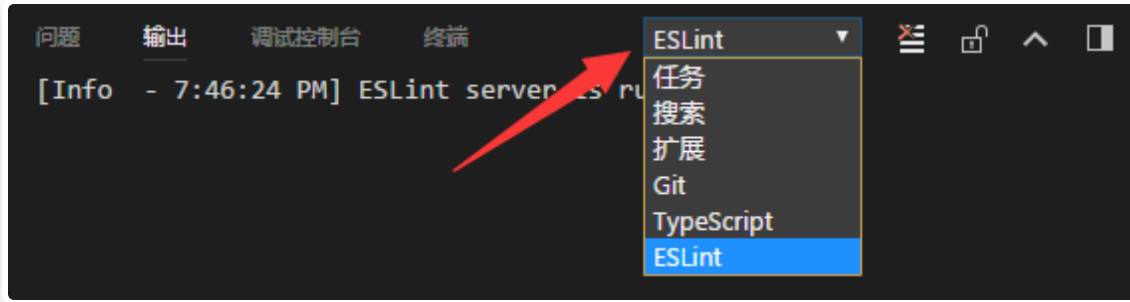 问题 输出 调试控制台 终端 ESLint
[Info - 7:46:24 PM] ESLint server is
任务
搜索
扩展
Git
TypeScript
ESLint